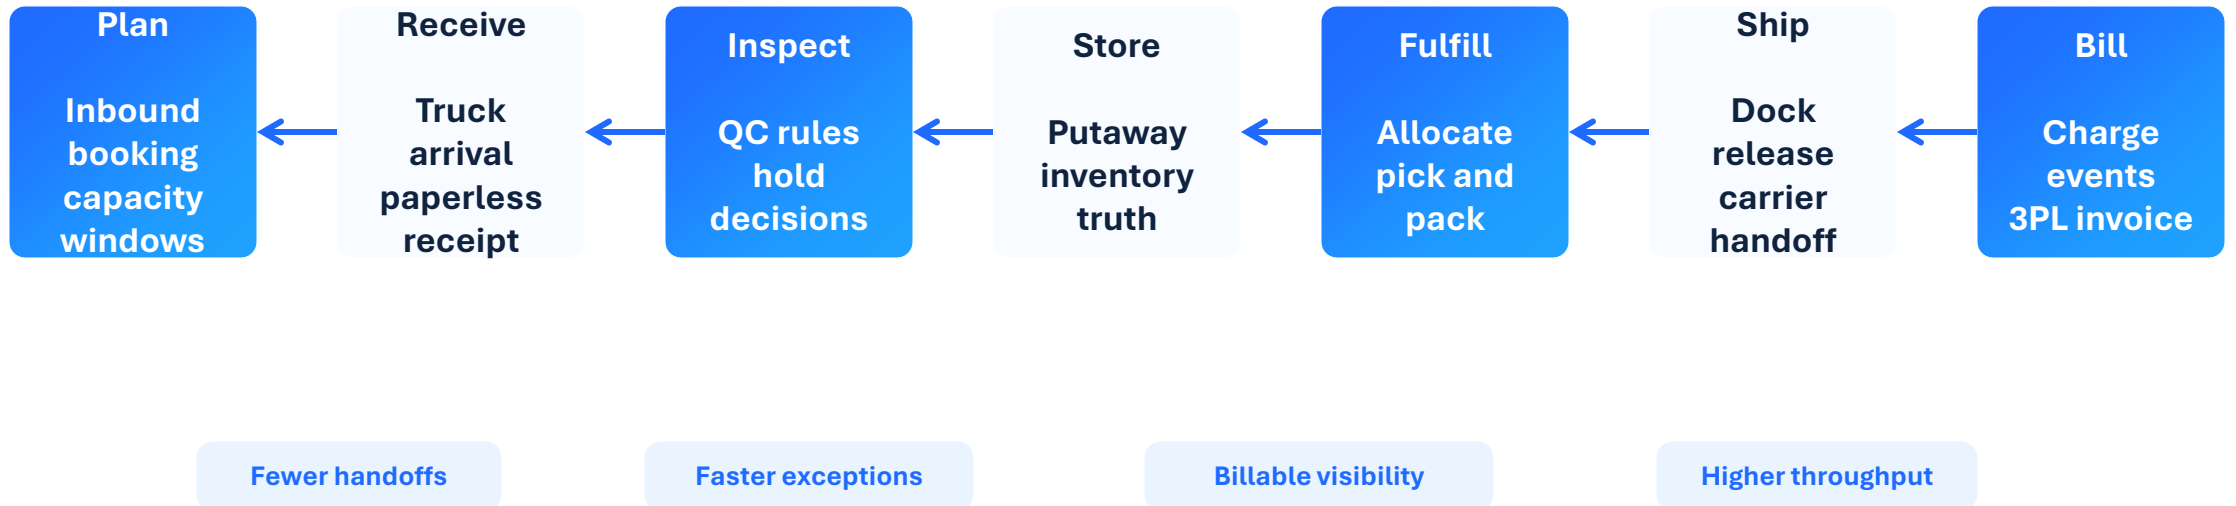 Plan
Inbound
booking
capacity
windows
Receive
Truck
arrival
paperless
receipt
Inspect
QC rules
hold
decisions
Store
Putaway
inventory
truth
Fulfill
Allocate
pick and
pack
Ship
Dock
release
carrier
handoff
Bill
Charge
events
3PL invoice
Fewer handoffs
Faster exceptions
Billable visibility
Higher throughput